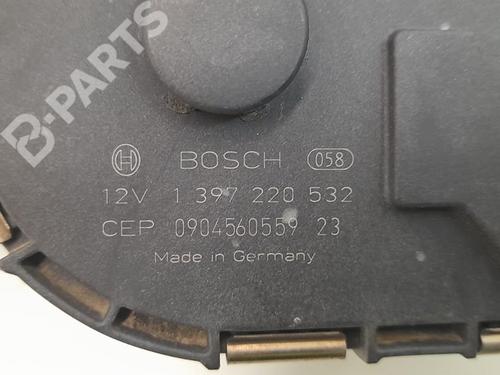 B-PARTS
BOSCH 058
12V 1 397 220 532
CEP 0904560559 23
Made in Germany